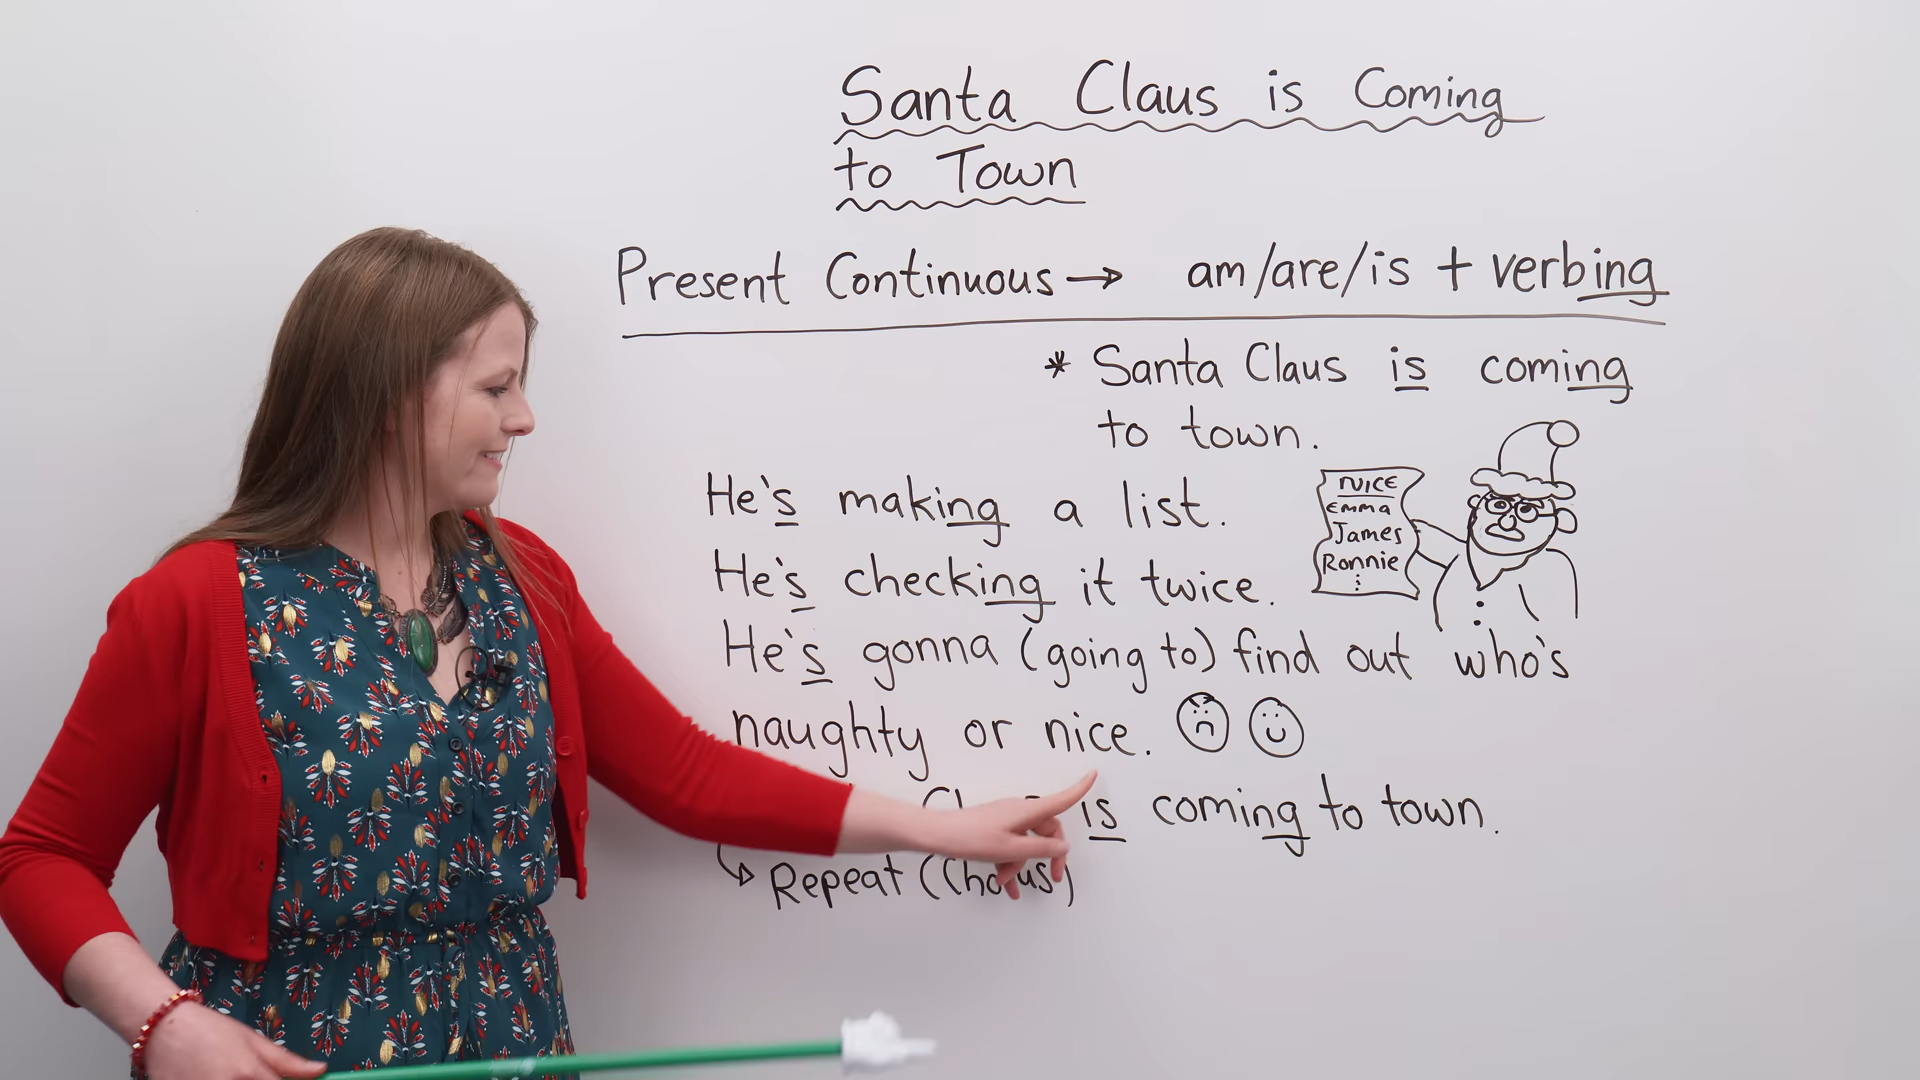 Santa Claus is Coming
to Town
Present Continuous → am/are/is + verbing
* Santa Claus is coming
to town.
He's making a list.
NICE
Emma
James
Ronnie
He's checking it twice.
He's gonna (going to) find out who's
naughty or nice.
is coming to town.
Repeat (Chorus)